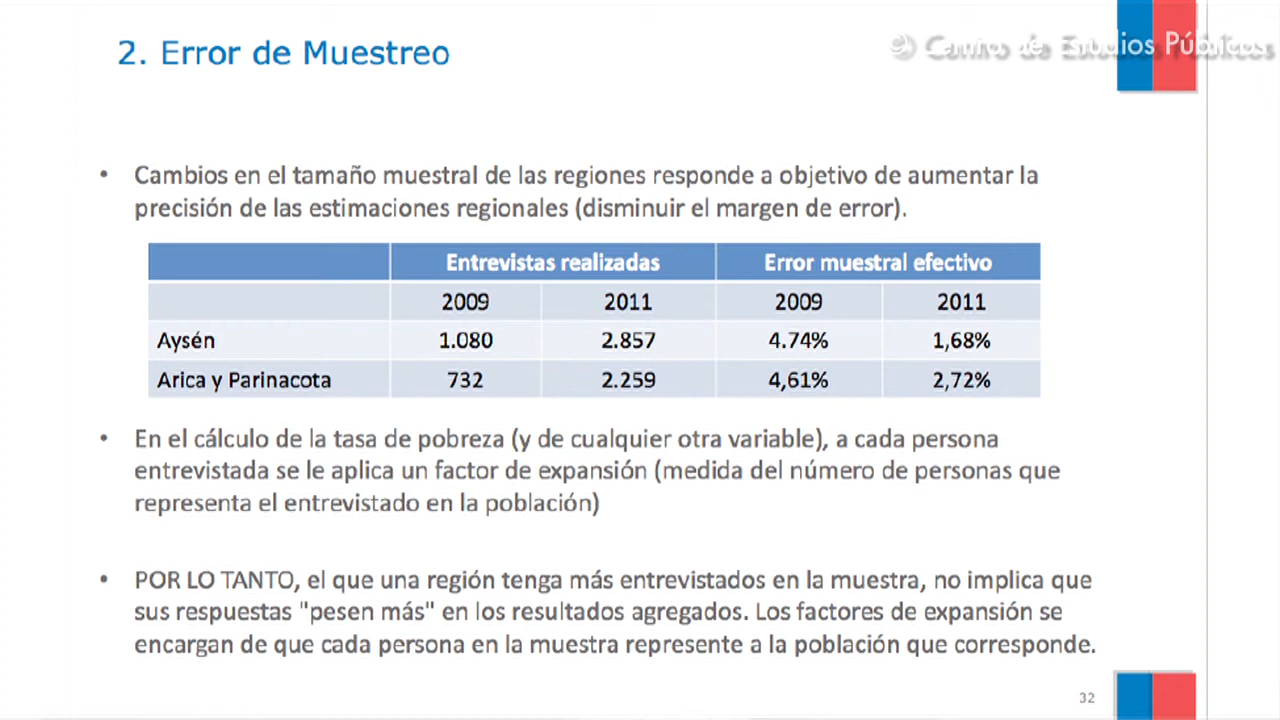 2. Error de Muestreo
Centro de Estudios Públicos
• Cambios en el tamaño muestral de las regiones responde a objetivo de aumentar la
precisión de las estimaciones regionales (disminuir el margen de error).
Entrevistas realizadas Error muestral efectivo
2009 2011 2009 2011
Aysén 1.080 2.857 4.74% 1,68%
Arica y Parinacota 732 2.259 4,61% 2,72%
• En el cálculo de la tasa de pobreza (y de cualquier otra variable), a cada persona
entrevistada se le aplica un factor de expansión (medida del número de personas que
representa el entrevistado en la población)
• POR LO TANTO, el que una región tenga más entrevistados en la muestra, no implica que
sus respuestas "pesen más" en los resultados agregados. Los factores de expansión se
encargan de que cada persona en la muestra represente a la población que corresponde.
32